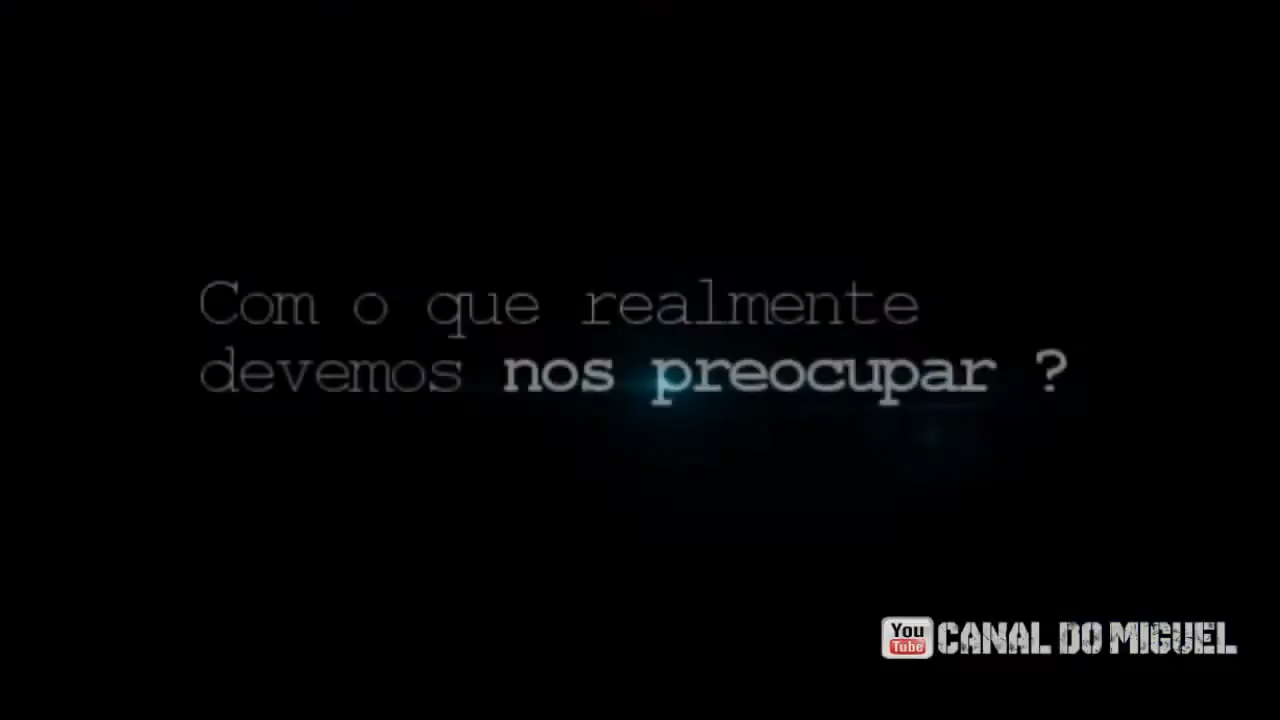 Com o que realmente
devemos nos preocupar ?
You
Tube
CANAL DO MIGUEL